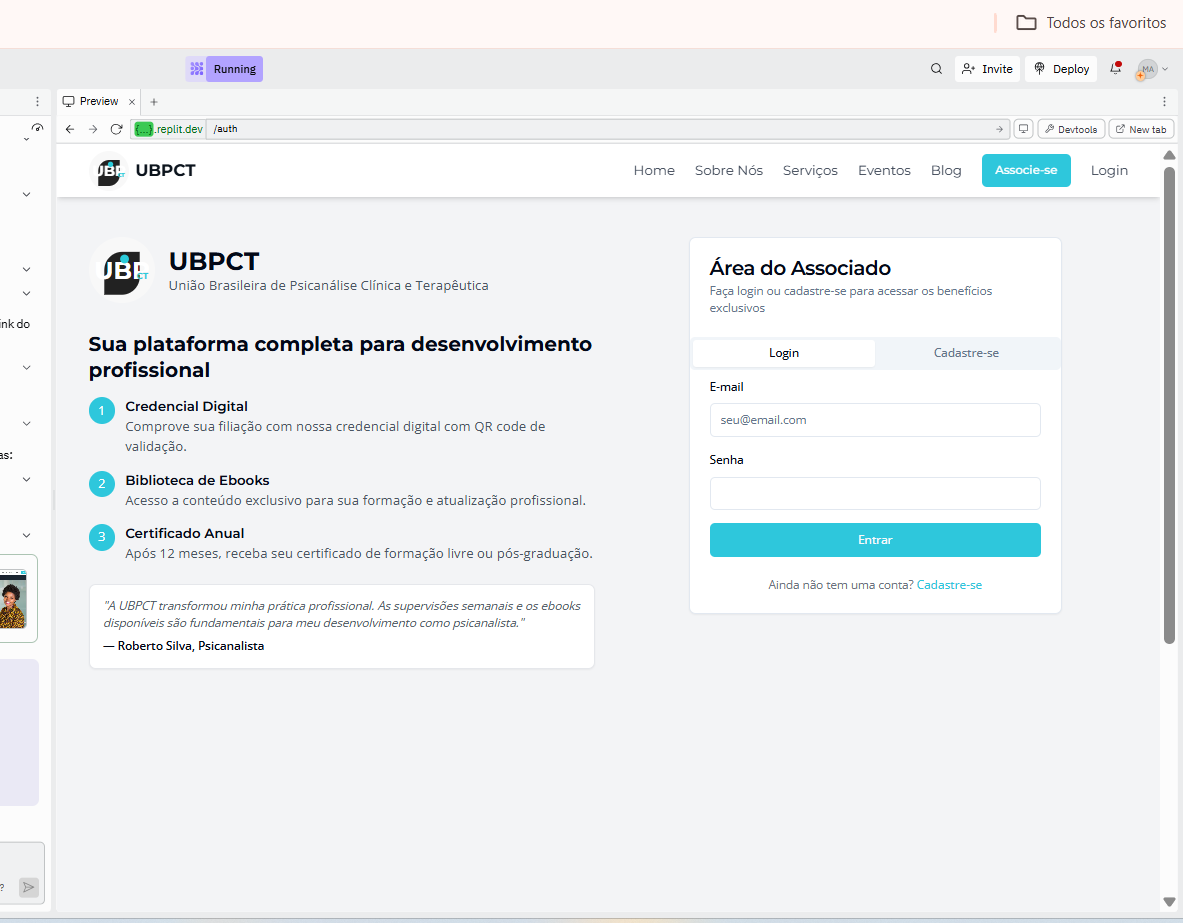 Todos os favoritos
Running
Invite
Deploy
MA
Preview
{...}.replit.dev /auth
Devtools
New tab
UBPCT
UBPCT
Home
Sobre Nós
Serviços
Eventos
Blog
Associe-se
Login
UBPCT
UBPCT
União Brasileira de Psicanálise Clínica e Terapêutica
Sua plataforma completa para desenvolvimento
profissional
1
Credencial Digital
Comprove sua filiação com nossa credencial digital com QR code de
validação.
2
Biblioteca de Ebooks
Acesso a conteúdo exclusivo para sua formação e atualização profissional.
3
Certificado Anual
Após 12 meses, receba seu certificado de formação livre ou pós-graduação.
"A UBPCT transformou minha prática profissional. As supervisões semanais e os ebooks
disponíveis são fundamentais para meu desenvolvimento como psicanalista."
— Roberto Silva, Psicanalista
Área do Associado
Faça login ou cadastre-se para acessar os benefícios
exclusivos
Login
Cadastre-se
E-mail
seu@email.com
Senha
Entrar
Ainda não tem uma conta? Cadastre-se
ink do
as:
?